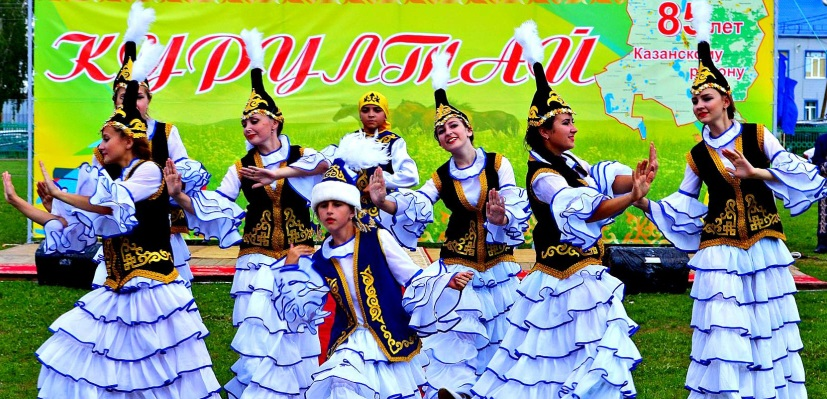 КУРУЛТАЙ
85 лет
Казанскому
району